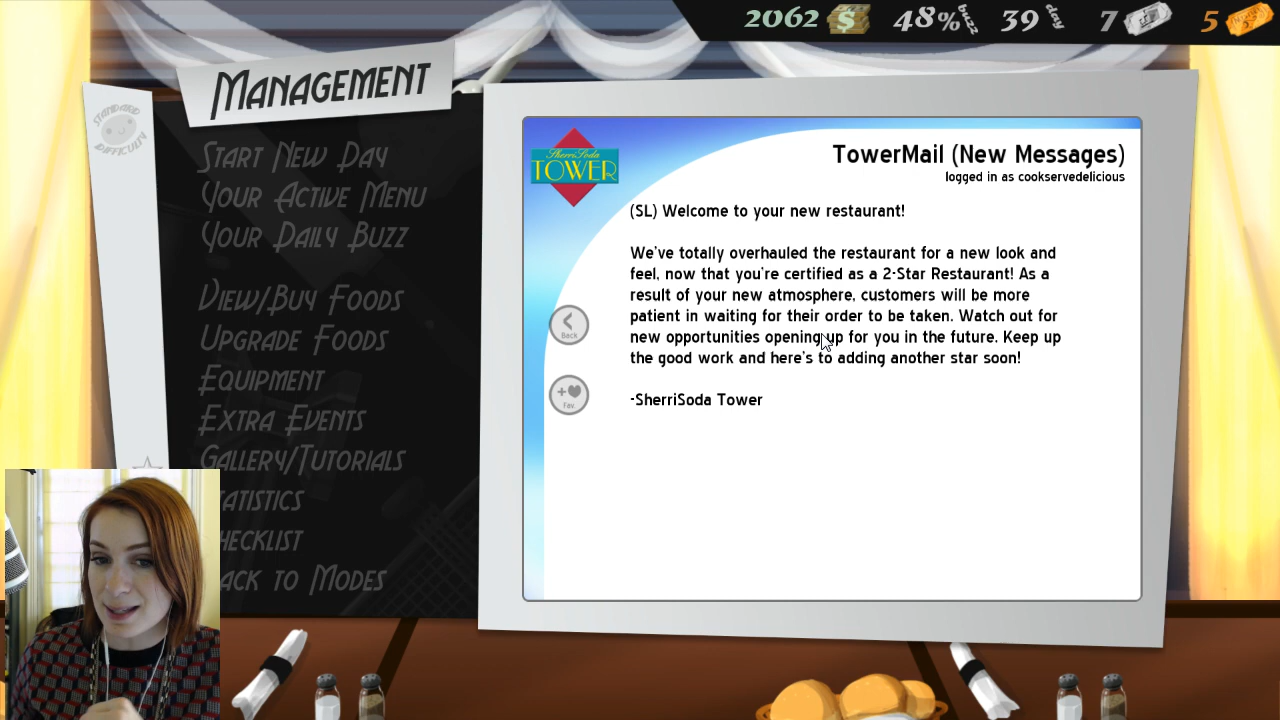 2062 $ 48% buzz 39 day 7 5
MANAGEMENT
STANDARD DIFFICULTY
START NEW DAY
YOUR ACTIVE MENU
YOUR DAILY BUZZ
VIEW/BUY FOODS
UPGRADE FOODS
EQUIPMENT
EXTRA EVENTS
GALLERY/TUTORIALS
ATISTICS
HECKLIST
ACK TO MODES
SherriSoda
TOWER
TowerMail (New Messages)
logged in as cookservedelicious
(SL) Welcome to your new restaurant!
We've totally overhauled the restaurant for a new look and
feel, now that you're certified as a 2-Star Restaurant! As a
result of your new atmosphere, customers will be more
patient in waiting for their order to be taken. Watch out for
new opportunities opening up for you in the future. Keep up
the good work and here's to adding another star soon!
-SherriSoda Tower
Back
Fav.